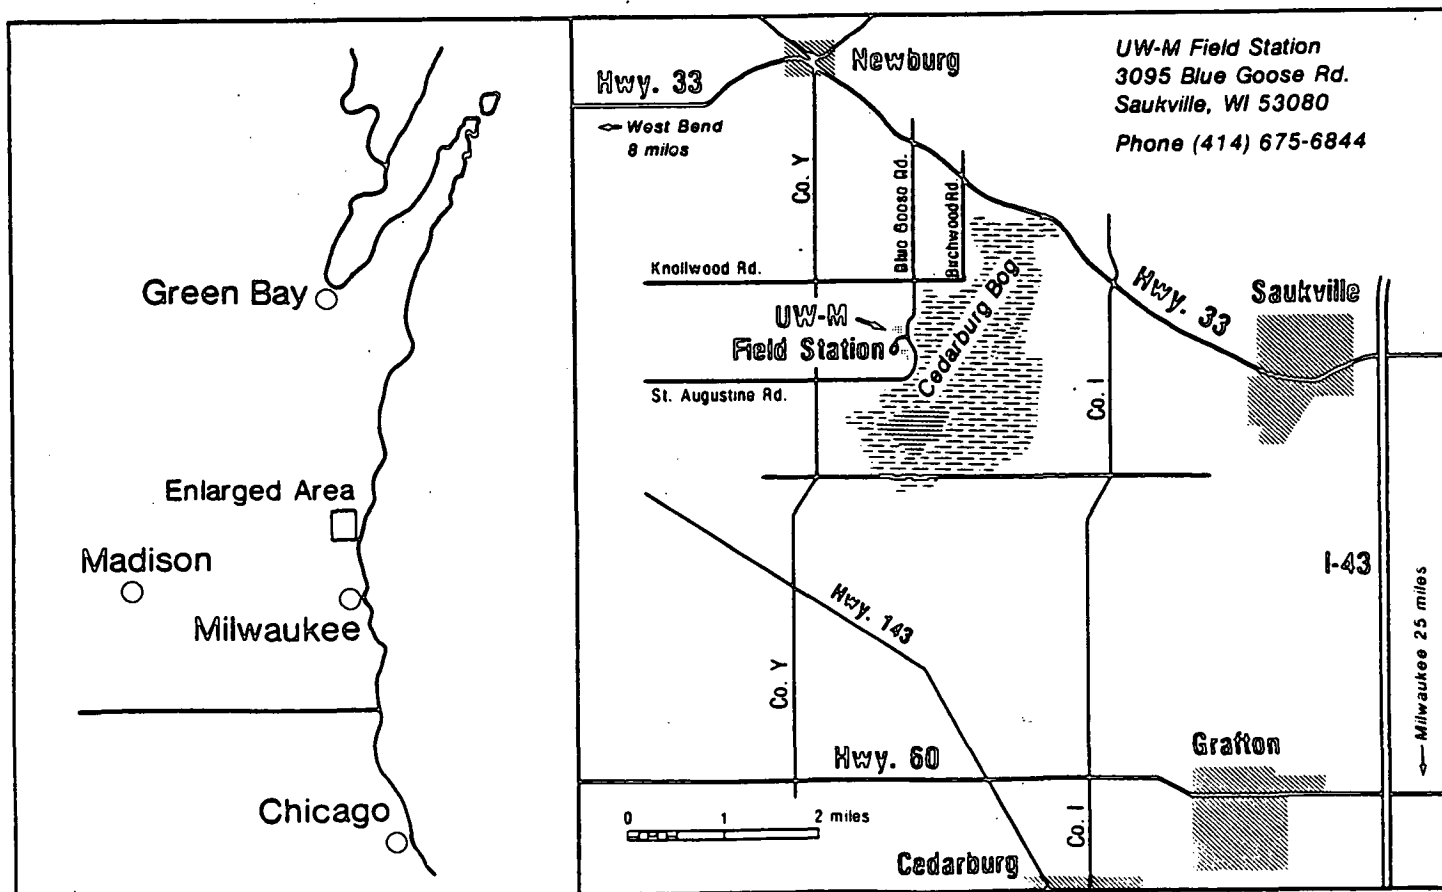 Green Bay
Enlarged Area
Madison
Milwaukee
Chicago
Newburg
Hwy. 33
West Bend
8 miles
UW-M Field Station
3095 Blue Goose Rd.
Saukville, WI 53080
Phone (414) 675-6844
Co. Y
Blue Goose Rd.
Birchwood Rd.
Knollwood Rd.
UW-M
Field Station
Cedarburg Bog
St. Augustine Rd.
Hwy. 33
Saukville
Co. I
I-43
Milwaukee 25 miles
Hwy. 143
Co. Y
Hwy. 60
Grafton
0 1 2 miles
Co. I
Cedarburg